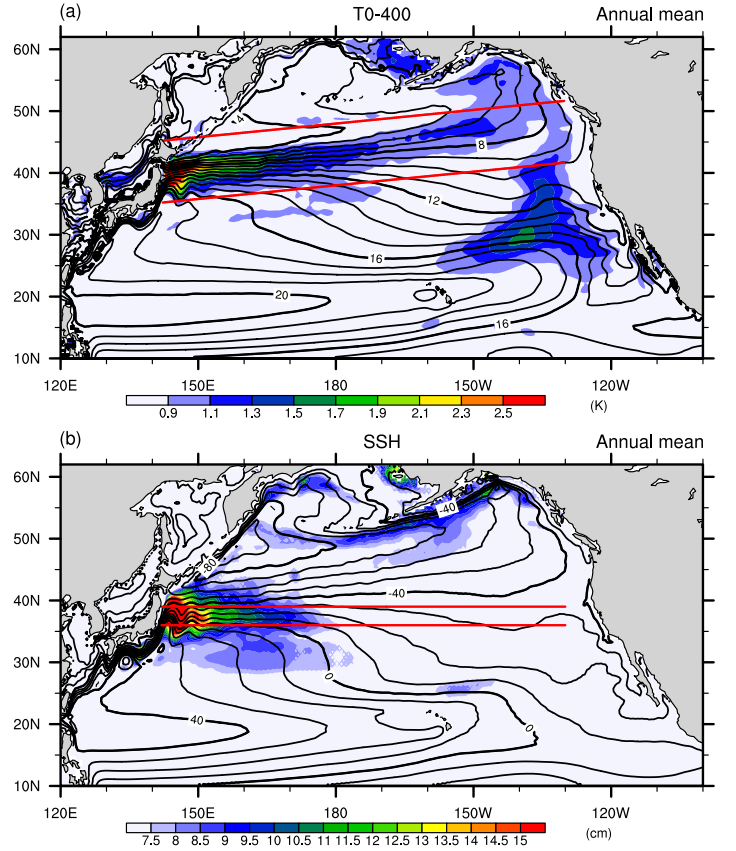 (a) T0-400 Annual mean
60N
50N
40N
30N
20N
10N
4
8
12
16
20
16
120E 150E 180 150W 120W
0.9 1.1 1.3 1.5 1.7 1.9 2.1 2.3 2.5 (K)
(b) SSH Annual mean
60N
50N
40N
30N
20N
10N
-40
-80
-40
0
40
0
120E 150E 180 150W 120W
7.5 8 8.5 9 9.5 10 10.5 11 11.5 12 12.5 13 13.5 14 14.5 15 (cm)